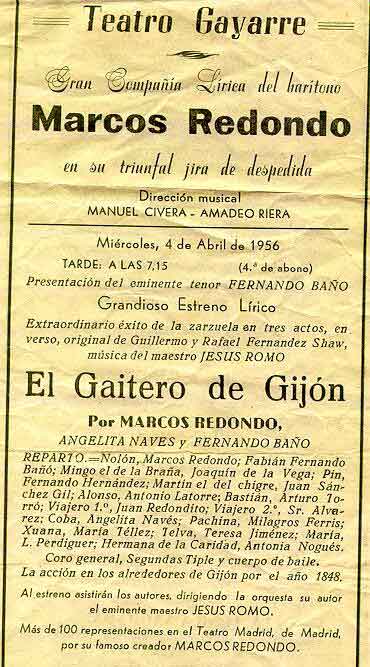 Teatro Gayarre
Gran Compañía Lírica del barítono
Marcos Redondo
en su triunfal jira de despedida
Dirección musical
MANUEL CIVERA - AMADEO RIERA
Miércoles, 4 de Abril de 1956
TARDE: A LAS 7,15 (4.ª de abono)
Presentación del eminente tenor FERNANDO BAÑO
Grandioso Estreno Lírico
Extraordinario éxito de la zarzuela en tres actos, en
verso, original de Guillermo y Rafael Fernandez Shaw,
música del maestro JESUS ROMO
El Gaitero de Gijón
Por MARCOS REDONDO,
ANGELITA NAVES y FERNANDO BAÑO
REPARTO.=Nolón, Marcos Redondo; Fabián Fernando
Bañó; Mingo el de la Braña, Joaquín de la Vega; Pin,
Fernando Hernández; Martín el del chigre, Juan Sán-
chez Gil; Alonso, Antonio Latorre; Bastián, Arturo To-
rró; Viajero 1.º, Juan Redondito; Viajero 2.º, Sr. Alva-
rez; Coba, Angelita Navés; Pachina, Milagros Ferris;
Xuana, María Téllez; Telva, Teresa Jiménez; María,
L. Perdiguer; Hermana de la Caridad, Antonia Nogués.
Coro general, Segundas Tiple y cuerpo de baile.
La acción en los alrededores de Gijón por el año 1848.
Al estreno asistirán los autores, dirigiendo la orquesta su autor
el eminente maestro JESUS ROMO.
Más de 100 representaciones en el Teatro Madrid, de Madrid,
por su famoso creador MARCOS REDONDO.